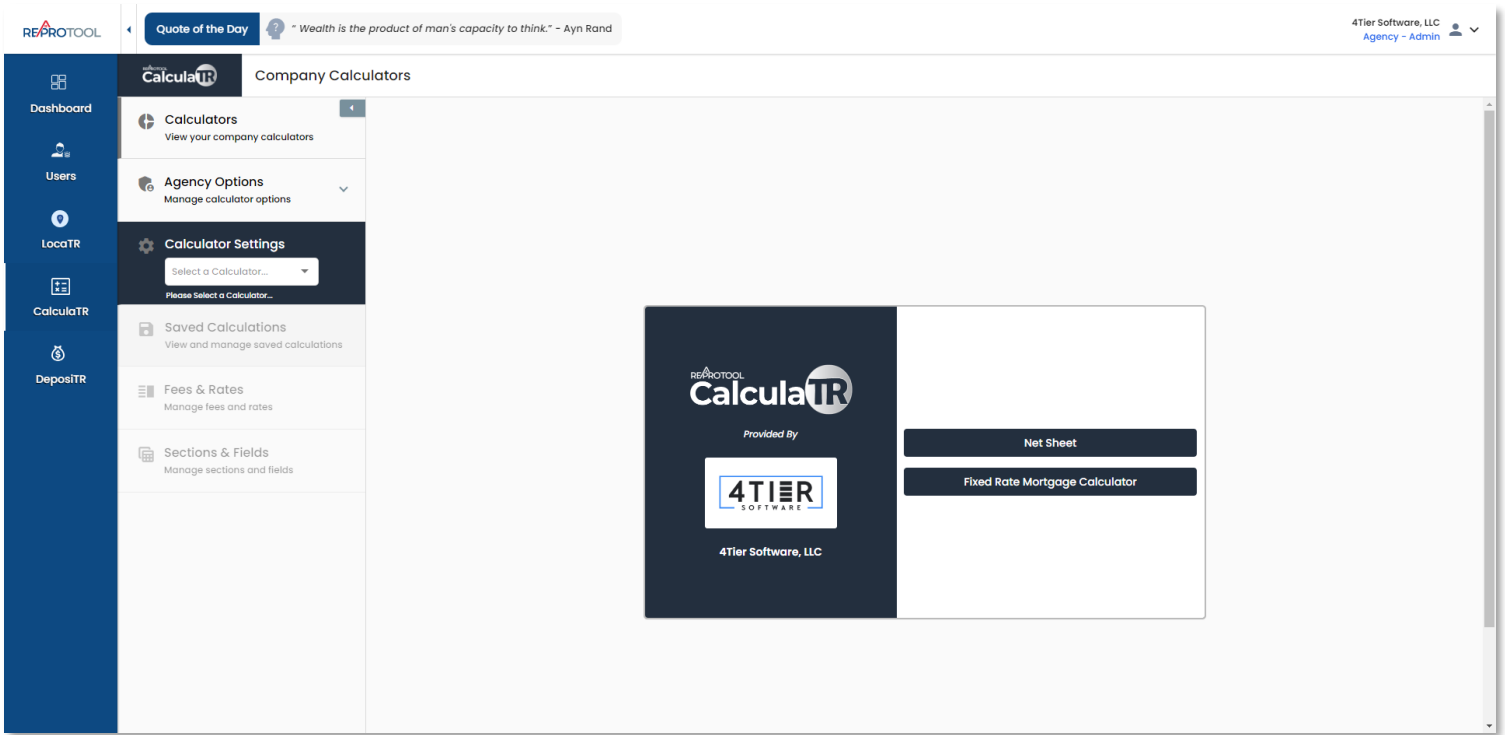 REPROTOOL
Quote of the Day
?
“ Wealth is the product of man's capacity to think.” - Ayn Rand
4Tier Software, LLC
Agency - Admin
Dashboard
Users
LocaTR
CalculaTR
DeposiTR
REPROTOOL
CalculaTR
Company Calculators
Calculators
View your company calculators
Agency Options
Manage calculator options
Calculator Settings
Select a Calculator...
Please Select a Calculator...
Saved Calculations
View and manage saved calculations
Fees & Rates
Manage fees and rates
Sections & Fields
Manage sections and fields
REPROTOOL
CalculaTR
Provided By
4TIER
SOFTWARE
4Tier Software, LLC
Net Sheet
Fixed Rate Mortgage Calculator